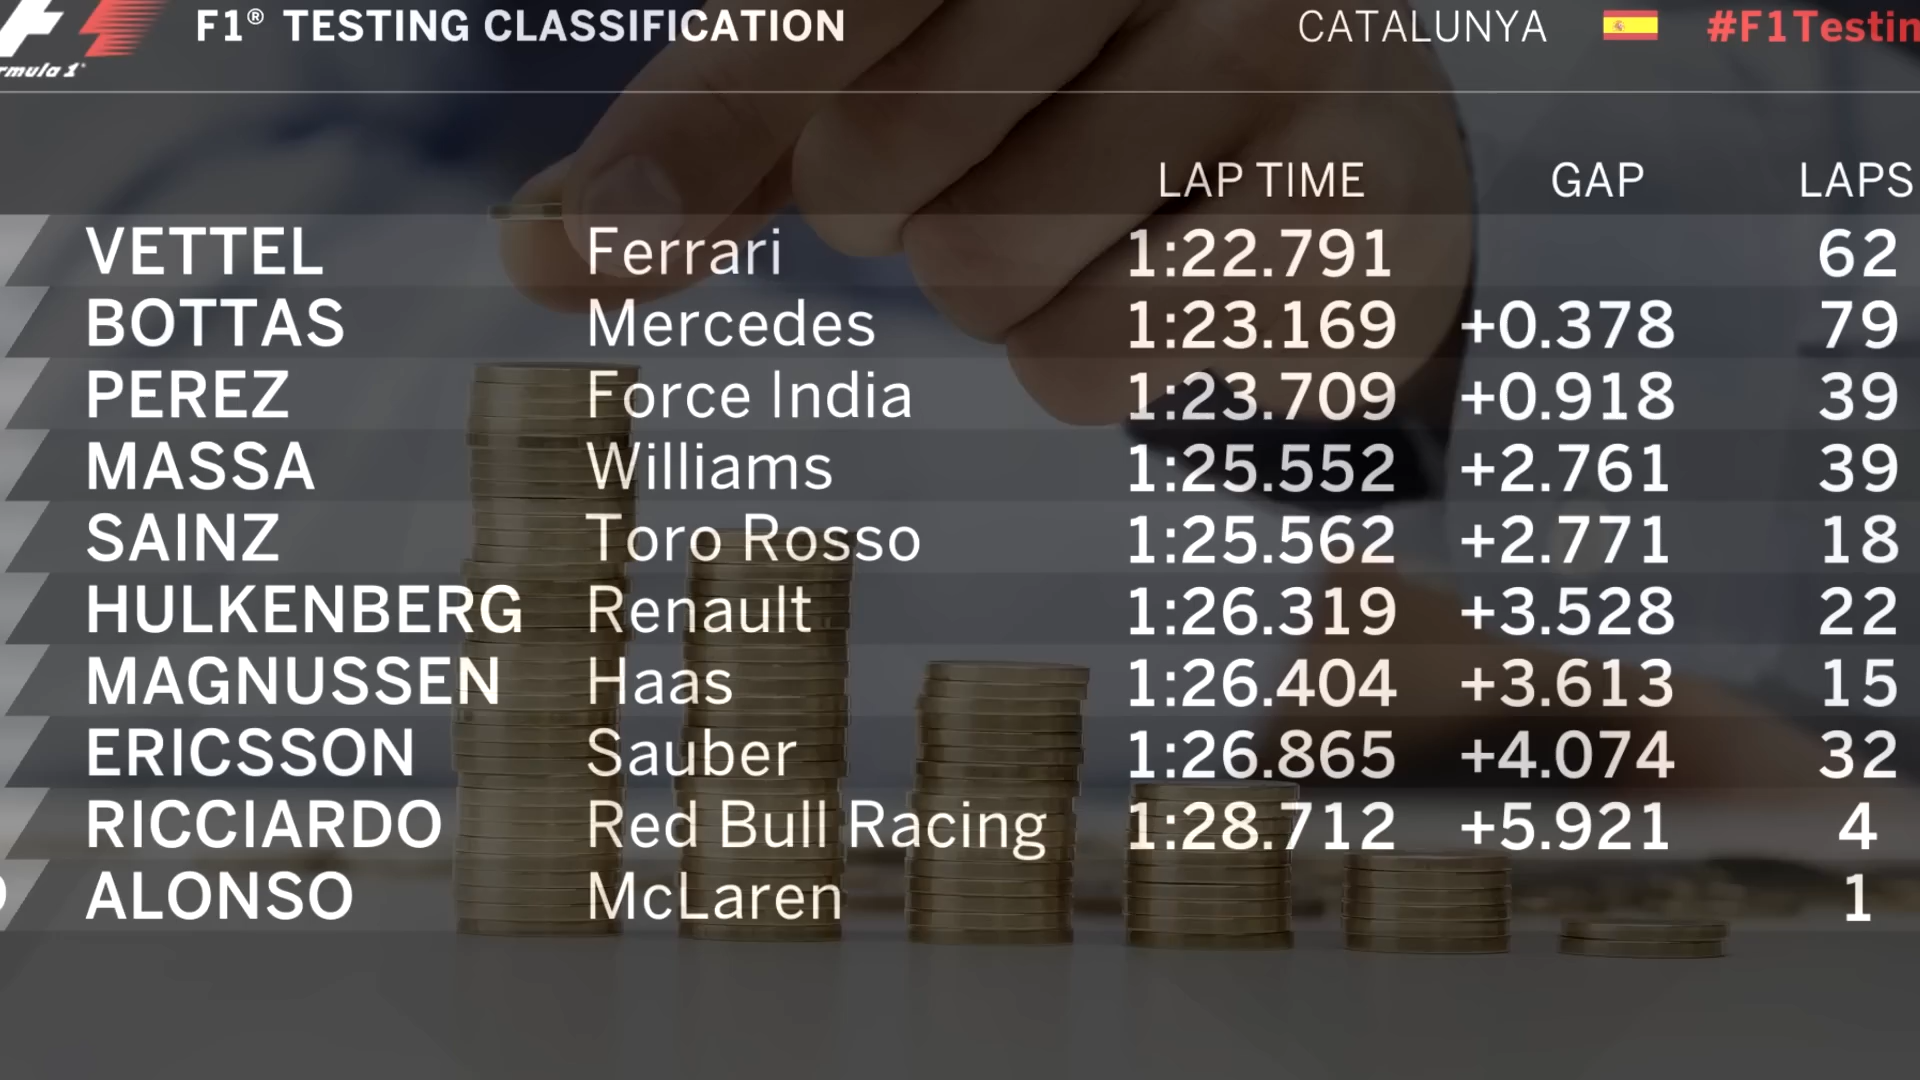 F1® TESTING CLASSIFICATION CATALUNYA #F1Testin
rmula 1
LAP TIME GAP LAPS
VETTEL Ferrari 1:22.791 62
BOTTAS Mercedes 1:23.169 +0.378 79
PEREZ Force India 1:23.709 +0.918 39
MASSA Williams 1:25.552 +2.761 39
SAINZ Toro Rosso 1:25.562 +2.771 18
HULKENBERG Renault 1:26.319 +3.528 22
MAGNUSSEN Haas 1:26.404 +3.613 15
ERICSSON Sauber 1:26.865 +4.074 32
RICCIARDO Red Bull Racing 1:28.712 +5.921 4
ALONSO McLaren 1